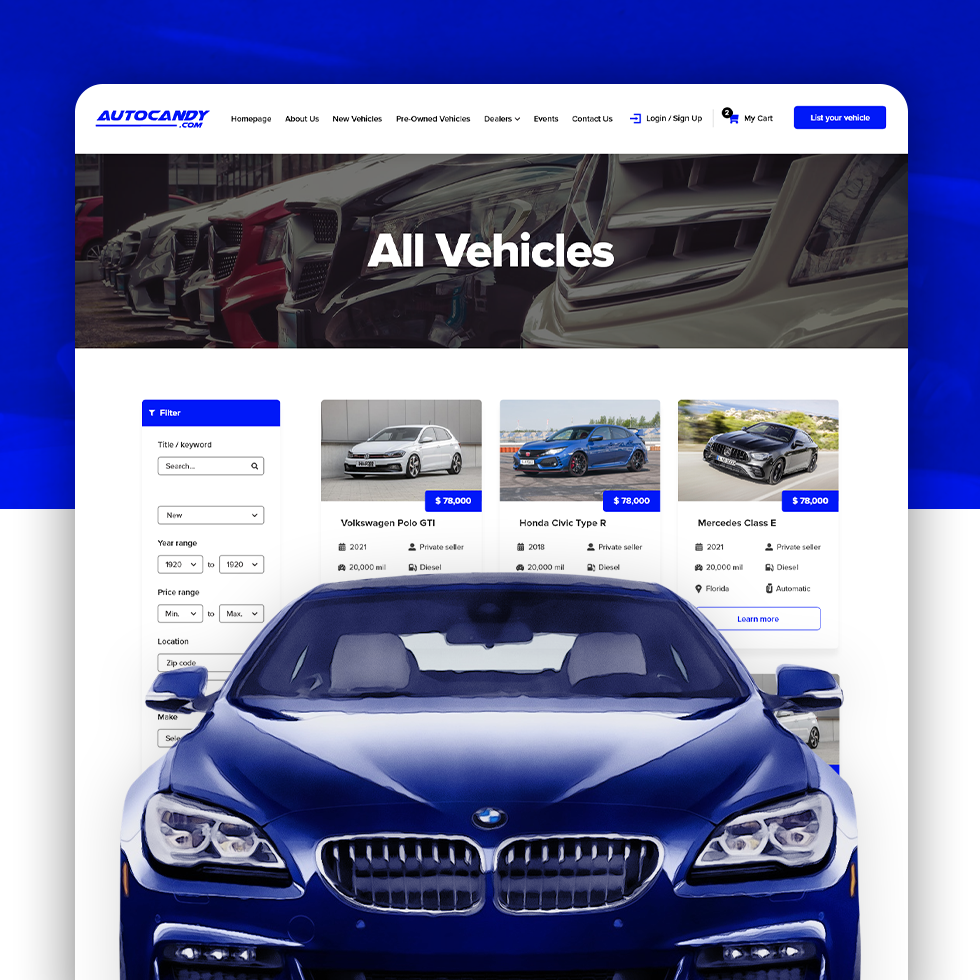 AUTOCANDY
.COM
Homepage About Us New Vehicles Pre-Owned Vehicles Dealers Events Contact Us Login / Sign Up 2 My Cart List your vehicle
All Vehicles
Filter
Title / keyword
Search...
New
Year range
1920 to 1920
Price range
Min. to Max.
Location
Zip code
Make
$ 78,000
Volkswagen Polo GTI
2021 Private seller
20,000 mil Diesel
$ 78,000
Honda Civic Type R
2018 Private seller
20,000 mil Diesel
$ 78,000
Mercedes Class E
2021 Private seller
20,000 mil Diesel
Florida Automatic
Learn more